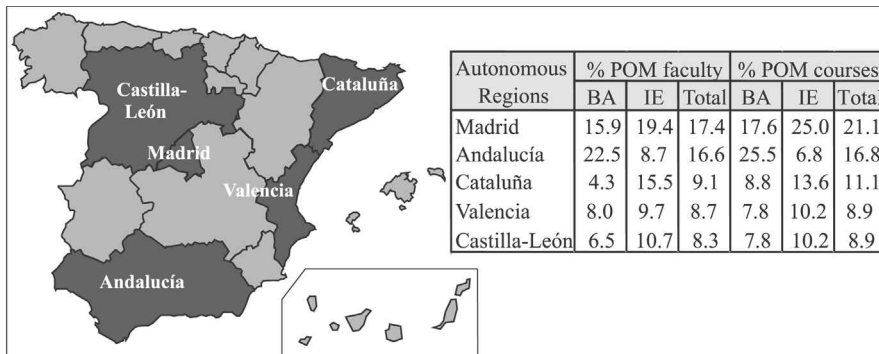 Castilla-
León
Cataluña
Madrid
Valencia
Andalucía
Autonomous Regions % POM faculty % POM courses
BA IE Total BA IE Total
Madrid 15.9 19.4 17.4 17.6 25.0 21.1
Andalucía 22.5 8.7 16.6 25.5 6.8 16.8
Cataluña 4.3 15.5 9.1 8.8 13.6 11.1
Valencia 8.0 9.7 8.7 7.8 10.2 8.9
Castilla-León 6.5 10.7 8.3 7.8 10.2 8.9